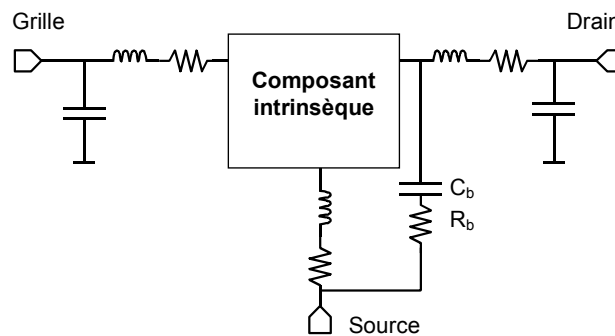 Grille
Drain
Composant
intrinsèque
C_b
R_b
Source